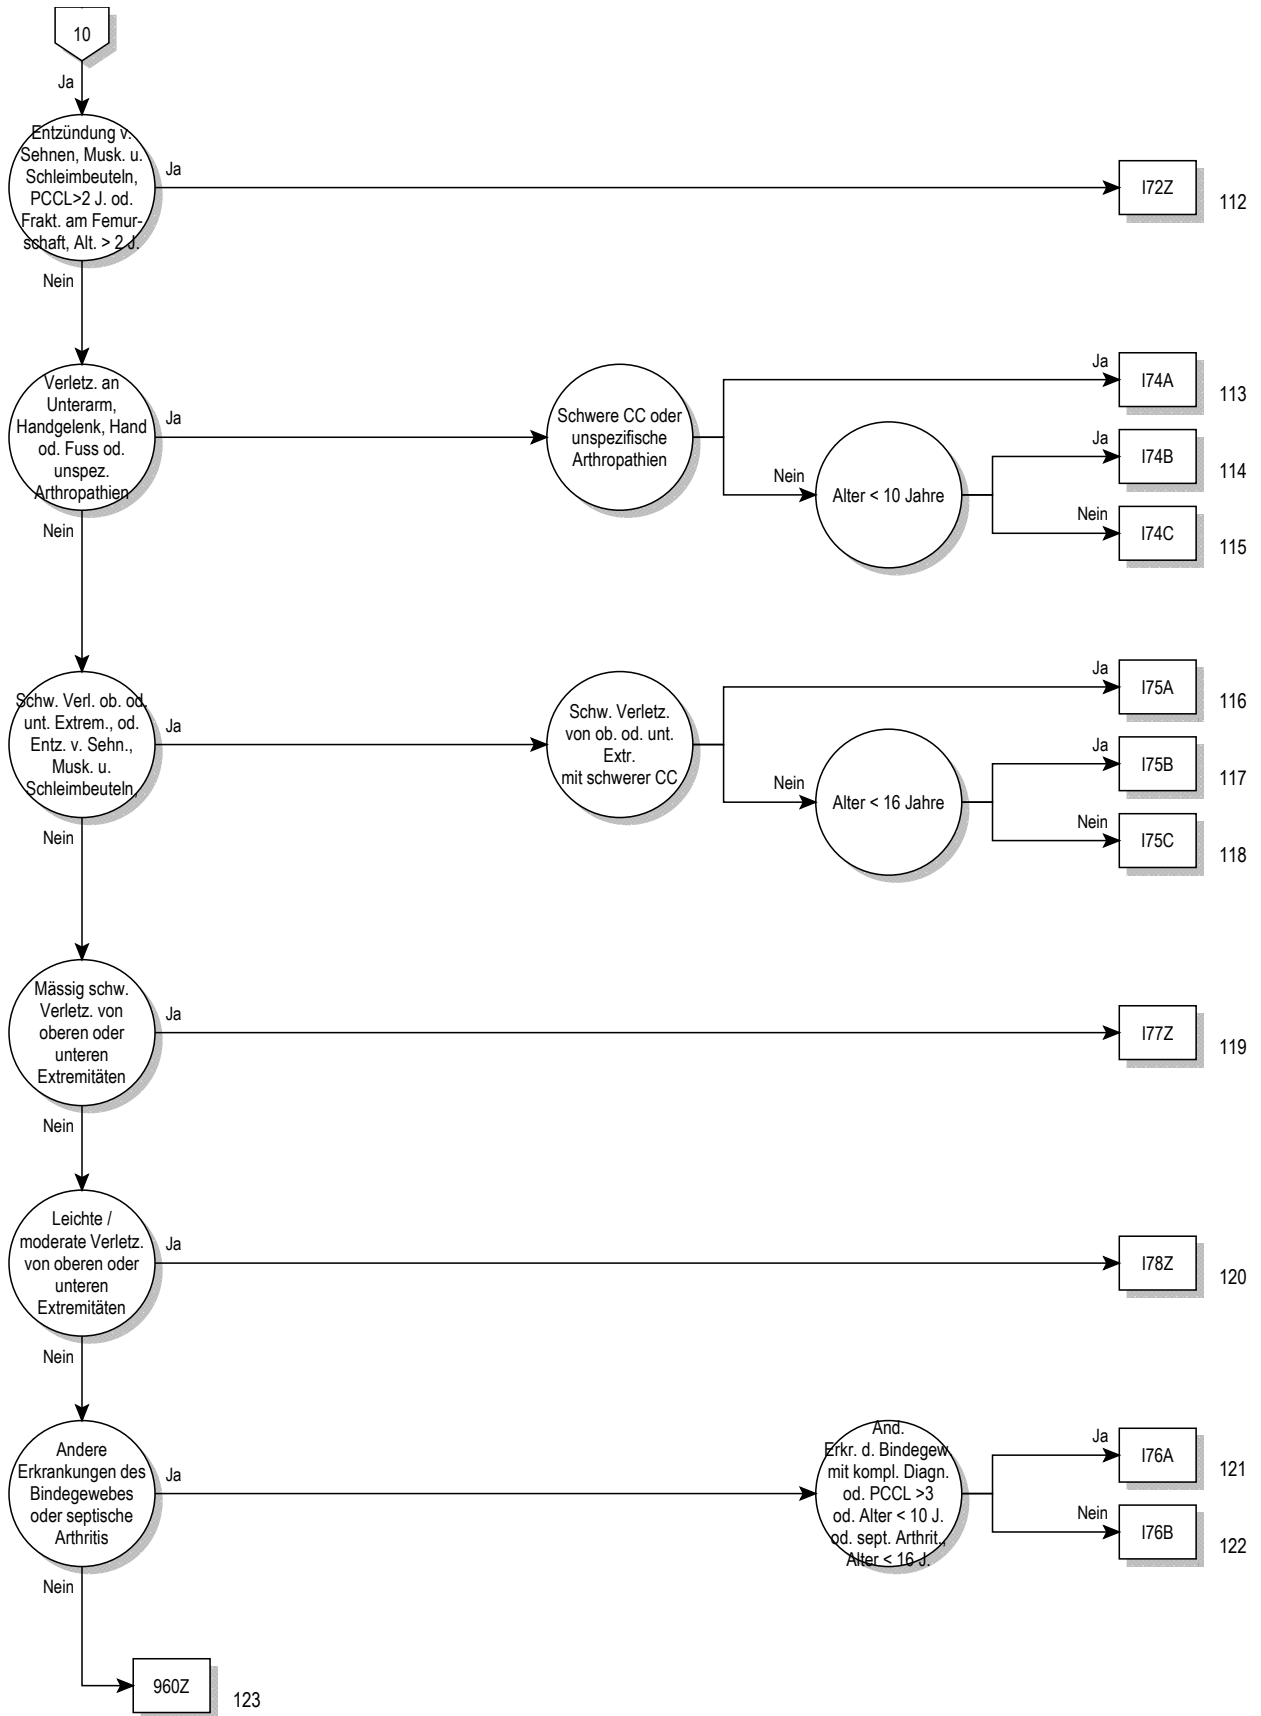 10
Ja
Entzündung v.
Sehnen, Musk. u.
Schleimbeuteln,
PCCL>2 J. od.
Frakt. am Femur-
schaft, Alt. > 2 J.
Ja
I72Z
112
Nein
Verletz. an
Unterarm,
Handgelenk, Hand
od. Fuss od.
unspez.
Arthropathien
Ja
Schwere CC oder
unspezifische
Arthropathien
Ja
I74A
113
Nein
Alter < 10 Jahre
Ja
I74B
114
Nein
I74C
115
Nein
Schw. Verl. ob. od.
unt. Extrem., od.
Entz. v. Sehn.,
Musk. u.
Schleimbeuteln,
Ja
Schw. Verletz.
von ob. od. unt.
Extr.
mit schwerer CC
Ja
I75A
116
Nein
Alter < 16 Jahre
Ja
I75B
117
Nein
I75C
118
Nein
Mässig schw.
Verletz. von
oberen oder
unteren
Extremitäten
Ja
I77Z
119
Nein
Leichte /
moderate Verletz.
von oberen oder
unteren
Extremitäten
Ja
I78Z
120
Nein
Andere
Erkrankungen des
Bindegewebes
oder septische
Arthritis
Ja
And.
Erkr. d. Bindegew.
mit kompl. Diagn.
od. PCCL >3
od. Alter < 10 J.
od. sept. Arthrit.,
Alter < 16 J.
Ja
I76A
121
Nein
I76B
122
Nein
960Z
123